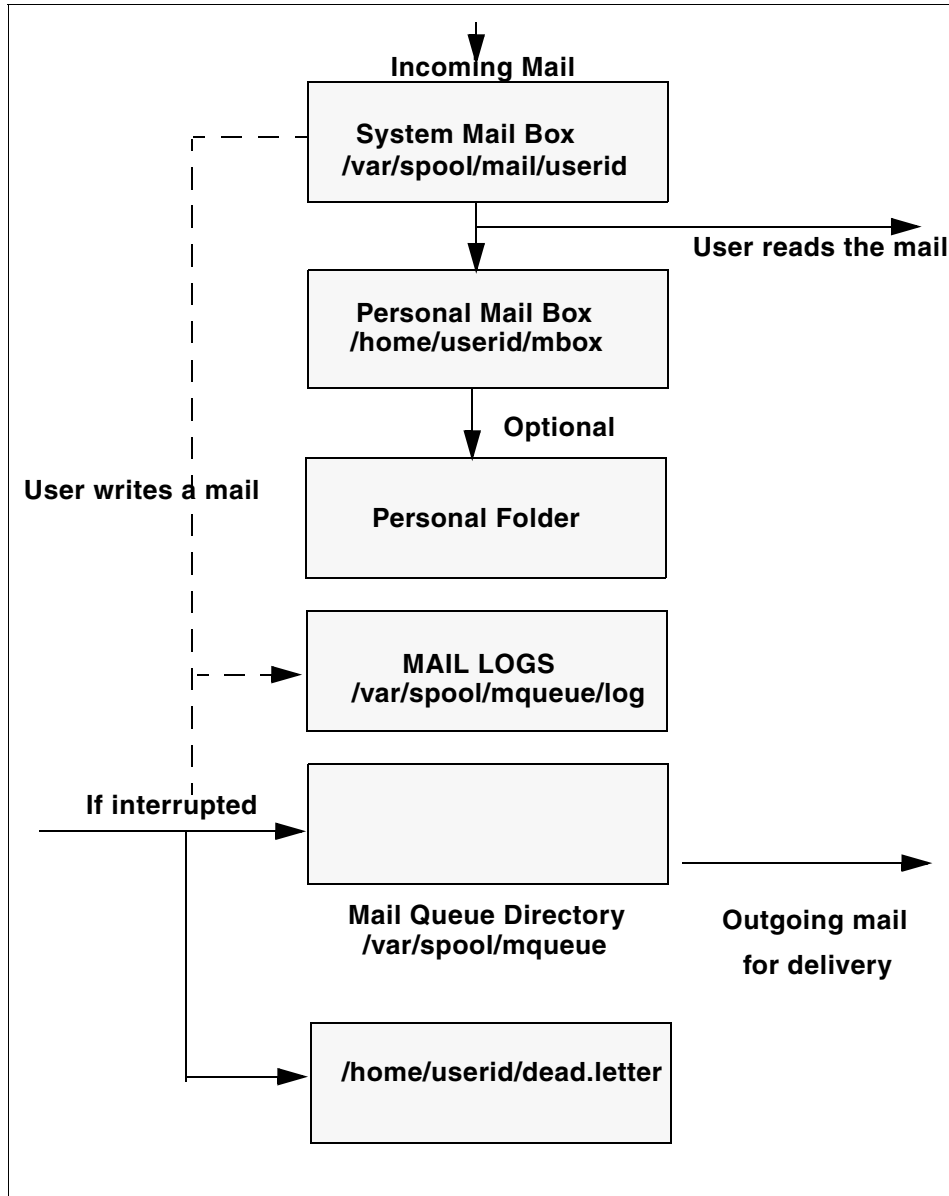 Incoming Mail
System Mail Box
/var/spool/mail/userid
User reads the mail
Personal Mail Box
/home/userid/mbox
Optional
User writes a mail
Personal Folder
MAIL LOGS
/var/spool/mqueue/log
If interrupted
Mail Queue Directory
/var/spool/mqueue
Outgoing mail
for delivery
/home/userid/dead.letter